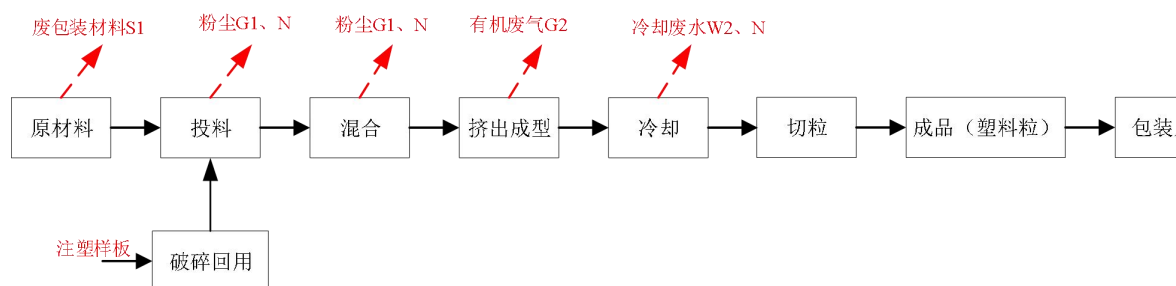 废包装材料S1
粉尘G1、N
粉尘G1、N
有机废气G2
冷却废水W2、N
原材料
投料
混合
挤出成型
冷却
切粒
成品（塑料粒）
包装
注塑样板
破碎回用